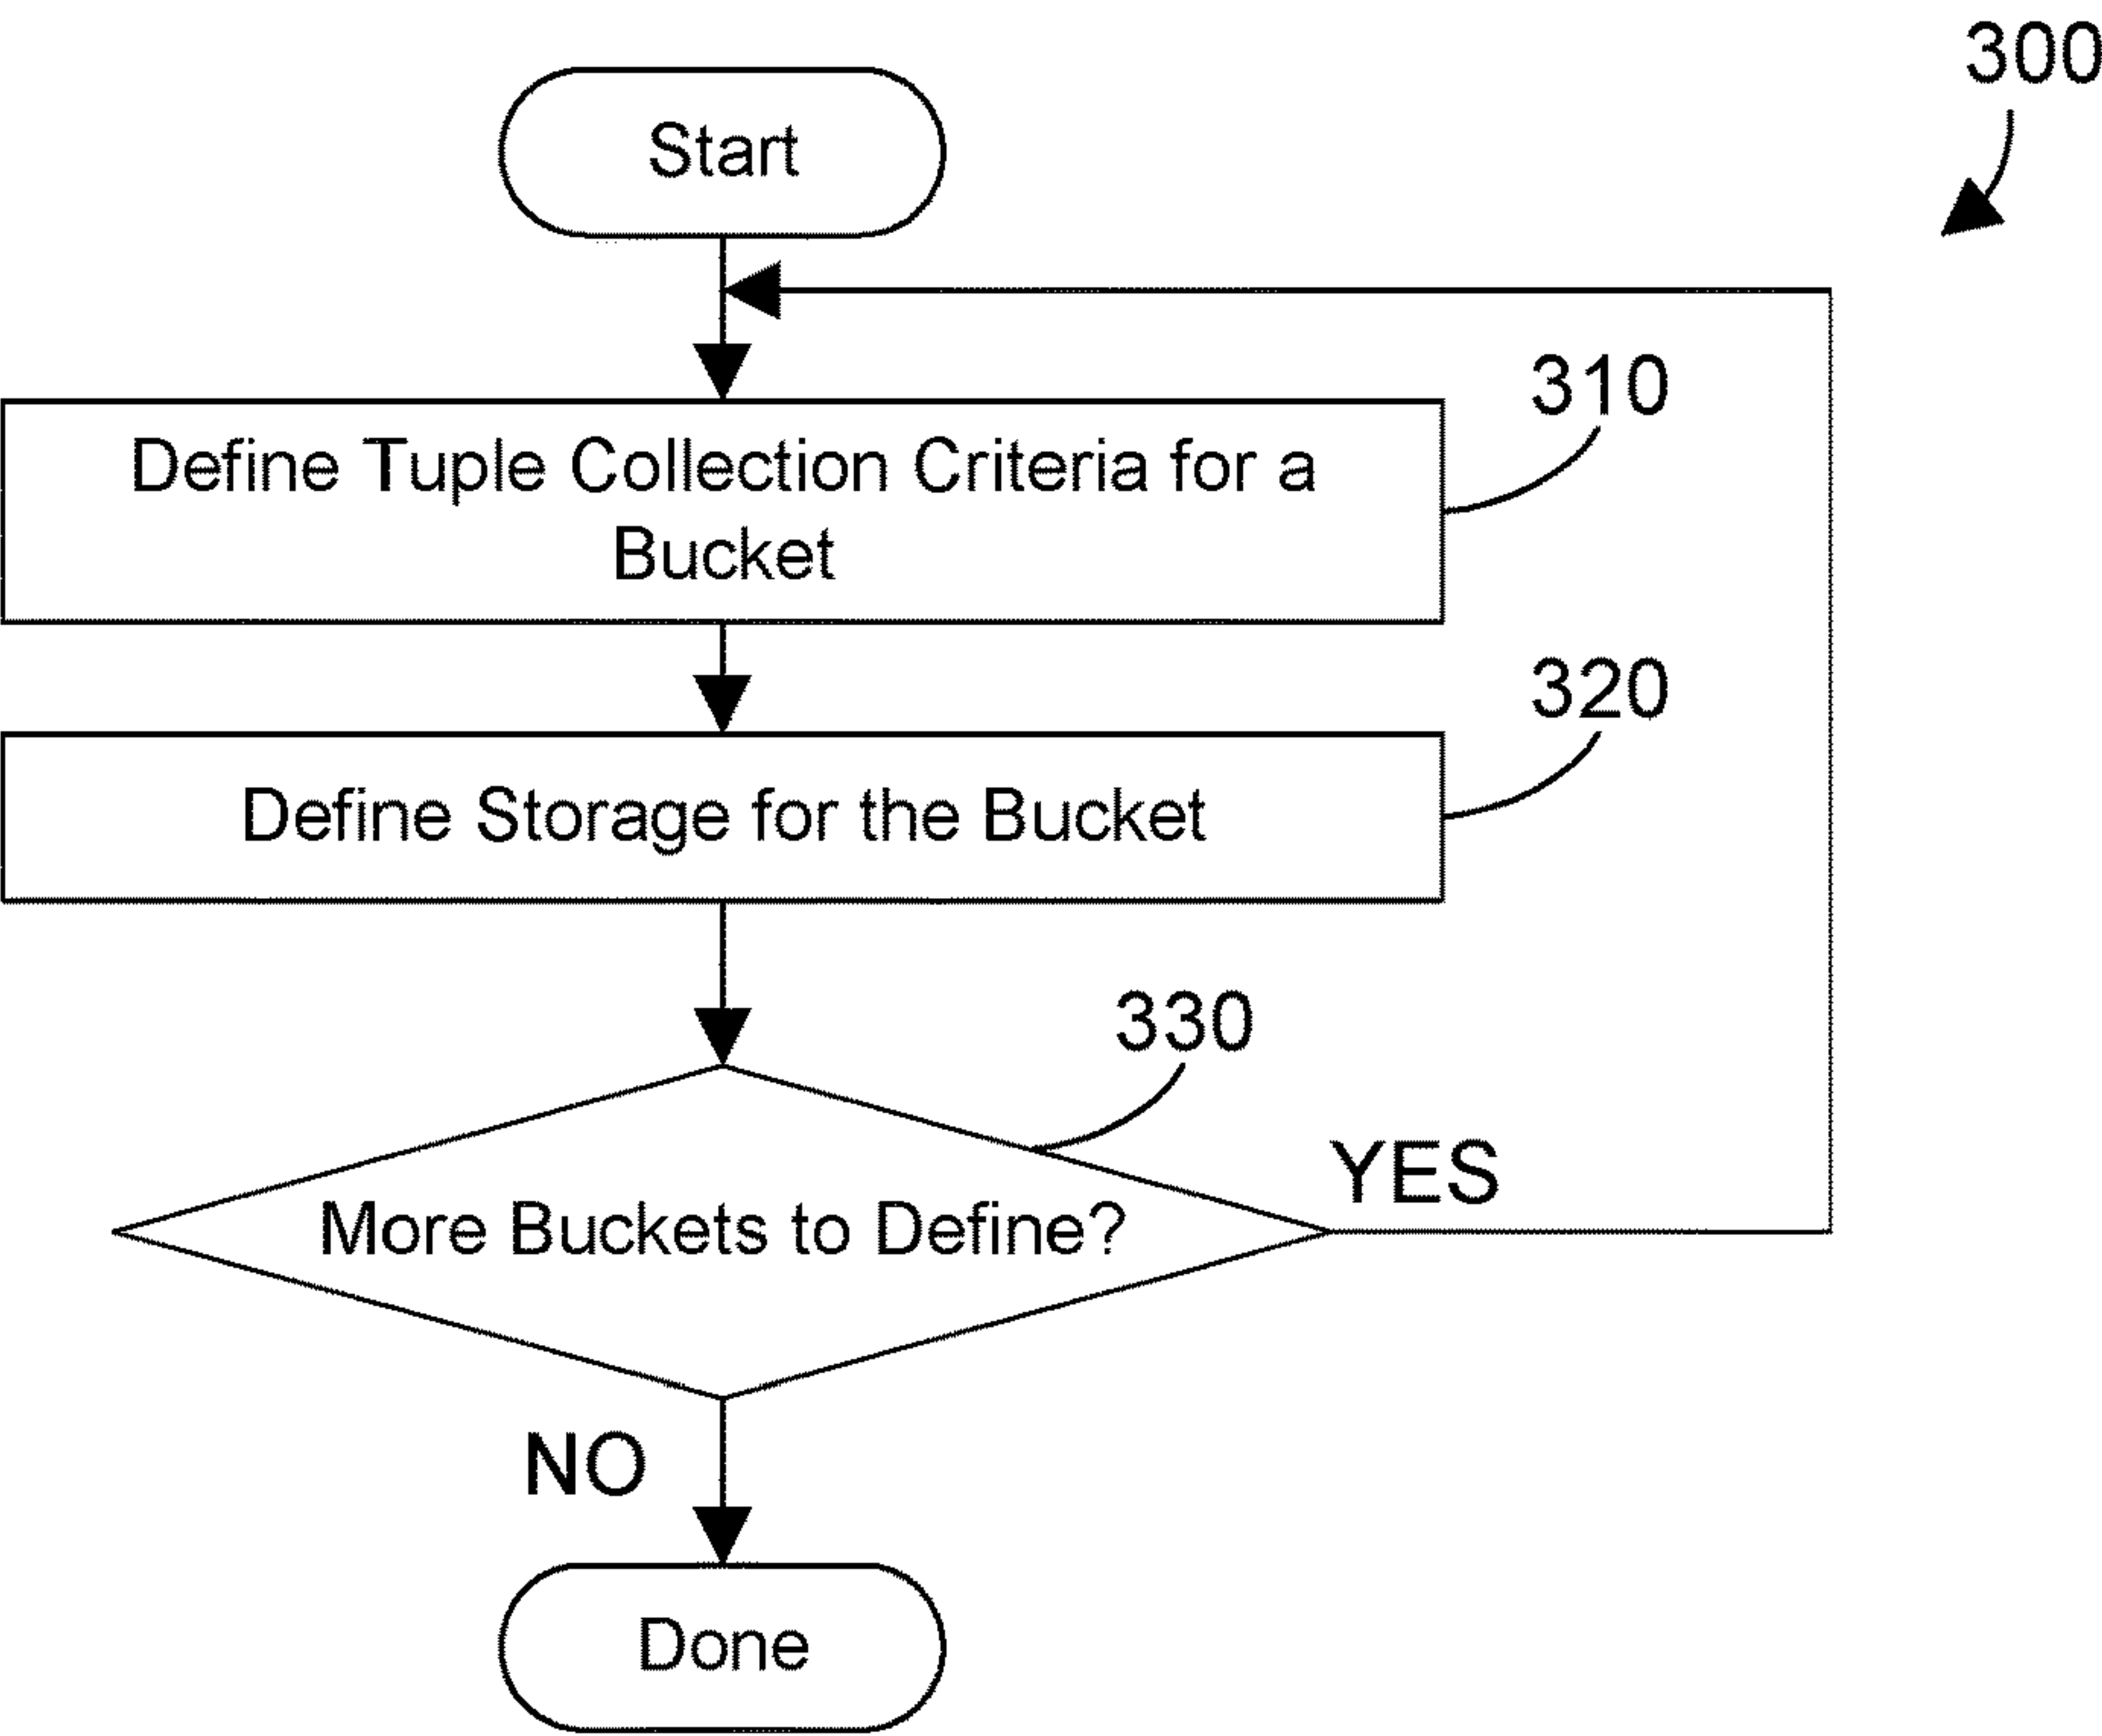 300
Start
310
Define Tuple Collection Criteria for a
Bucket
320
Define Storage for the Bucket
330
YES
More Buckets to Define?
NO
Done